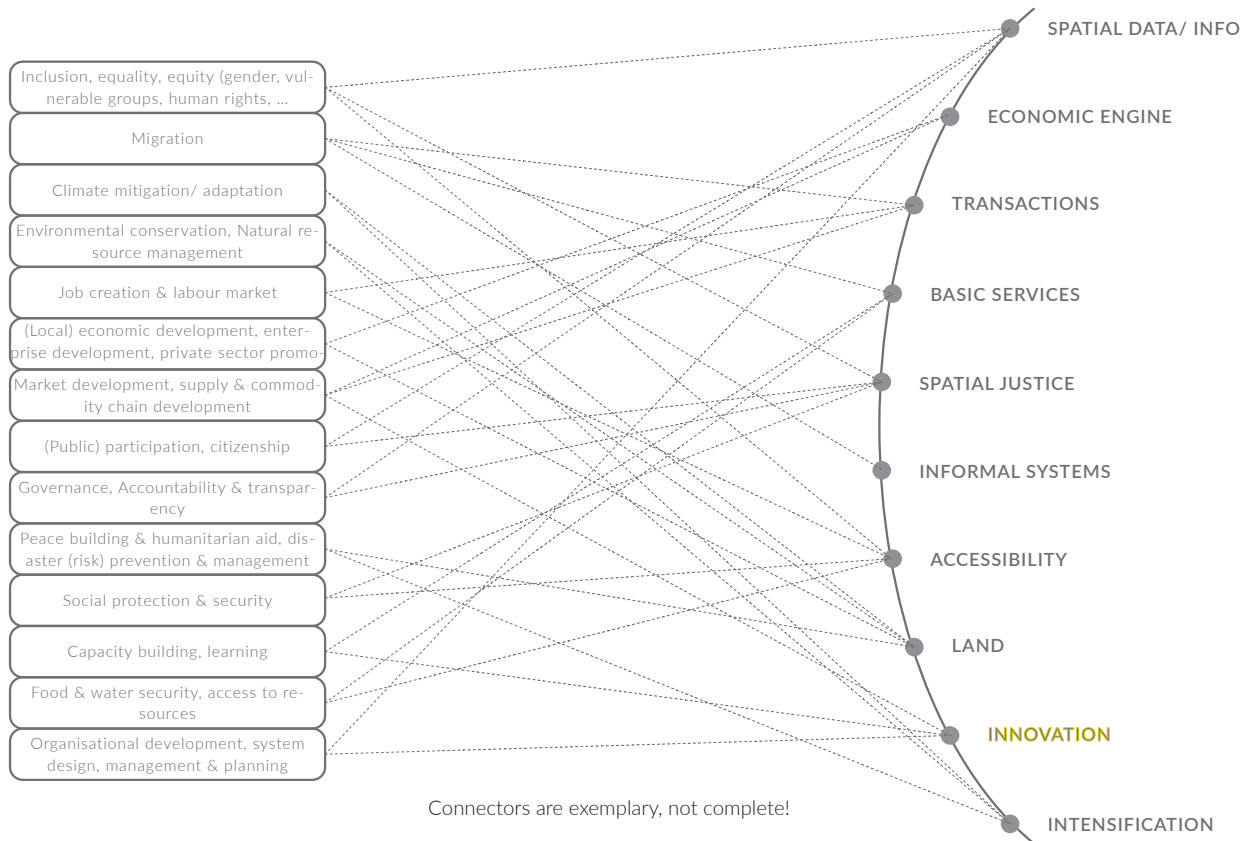 Inclusion, equality, equity (gender, vul-
nerable groups, human rights, ...
Migration
Climate mitigation/ adaptation
Environmental conservation, Natural re-
source management
Job creation & labour market
(Local) economic development, enter-
prise development, private sector promo-
Market development, supply & commod-
ity chain development
(Public) participation, citizenship
Governance, Accountability & transpar-
ency
Peace building & humanitarian aid, dis-
aster (risk) prevention & management
Social protection & security
Capacity building, learning
Food & water security, access to re-
sources
Organisational development, system
design, management & planning
SPATIAL DATA/ INFO
ECONOMIC ENGINE
TRANSACTIONS
BASIC SERVICES
SPATIAL JUSTICE
INFORMAL SYSTEMS
ACCESSIBILITY
LAND
INNOVATION
INTENSIFICATION
Connectors are exemplary, not complete!